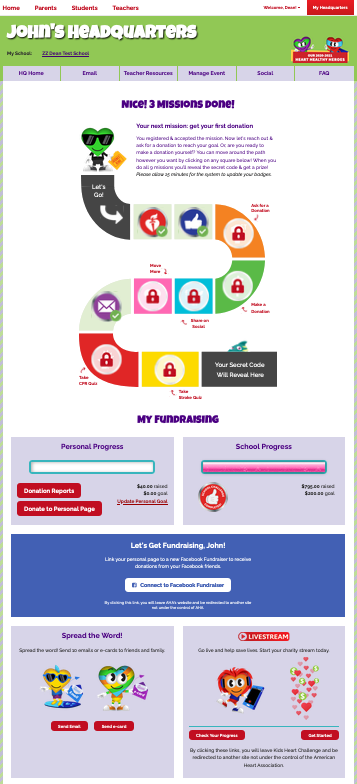 Home Parents Students Teachers Welcome, Dean! My Headquarters
John's Headquarters
My School: ZZ Dean Test School
OUR 2020-2021
HEART HEALTHY HEROES
HQ Home Email Teacher Resources Manage Event Social FAQ
Nice! 3 Missions done!
Your next mission: get your first donation
You registered & accepted the mission. Now let's reach out &
ask for a donation to reach your goal. Or, are you ready to
make a donation yourself? You can move around the path
however you want by clicking on any square below! When you
do all 9 missions you'll reveal the secret code & get a prize!
Please allow 15 minutes for the system to update your badges.
Let's
Go!
Ask for a
Donation
Move
More
Make a
Donation
Share on
Social
Take
CPR Quiz
Take
Stroke Quiz
Your Secret Code
Will Reveal Here
My Fundraising
Personal Progress
Donation Reports
Donate to Personal Page
$40.00 raised
$0.00 goal
Update Personal Goal
School Progress
$795.00 raised
$200.00 goal
Let's Get Fundraising, John!
Link your personal page to a new Facebook Fundraiser to receive
donations from your Facebook friends.
Connect to Facebook Fundraiser
By clicking this link, you will leave AHA's website and be redirected to another site
not under the control of AHA.
Spread the Word!
Spread the word! Send 10 emails or e-cards to friends and family.
Send Email Send e-card
LIVESTREAM
Go live and help save lives. Start your charity stream today.
Check Your Progress Get Started
By clicking these links, you will leave Kids Heart Challenge and be
redirected to another site not under the control of the American
Heart Association.